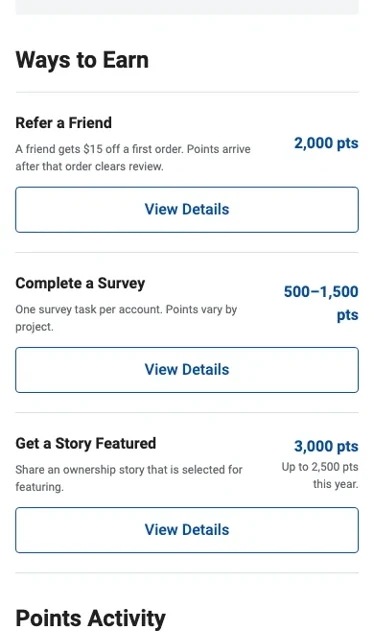 Ways to Earn
Refer a Friend
2,000 pts
A friend gets $15 off a first order. Points arrive
after that order clears review.
View Details
Complete a Survey
500–1,500
pts
One survey task per account. Points vary by
project.
View Details
Get a Story Featured
3,000 pts
Share an ownership story that is selected for
featuring.
Up to 2,500 pts
this year.
View Details
Points Activity